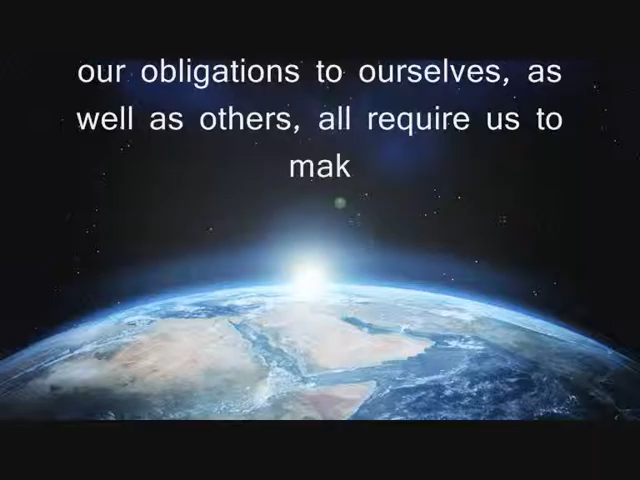 our obligations to ourselves, as
well as others, all require us to
mak